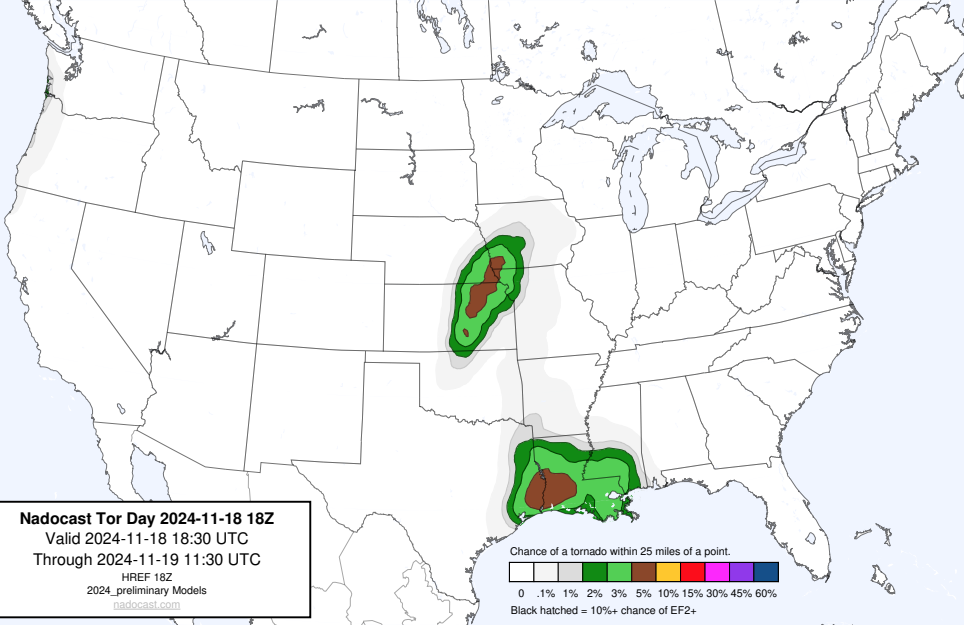 Nadocast Tor Day 2024-11-18 18Z
Valid 2024-11-18 18:30 UTC
Through 2024-11-19 11:30 UTC
HREF 18Z
2024_preliminary Models
nadocast.com
Chance of a tornado within 25 miles of a point.
0 .1% 1% 2% 3% 5% 10% 15% 30% 45% 60%
Black hatched = 10%+ chance of EF2+